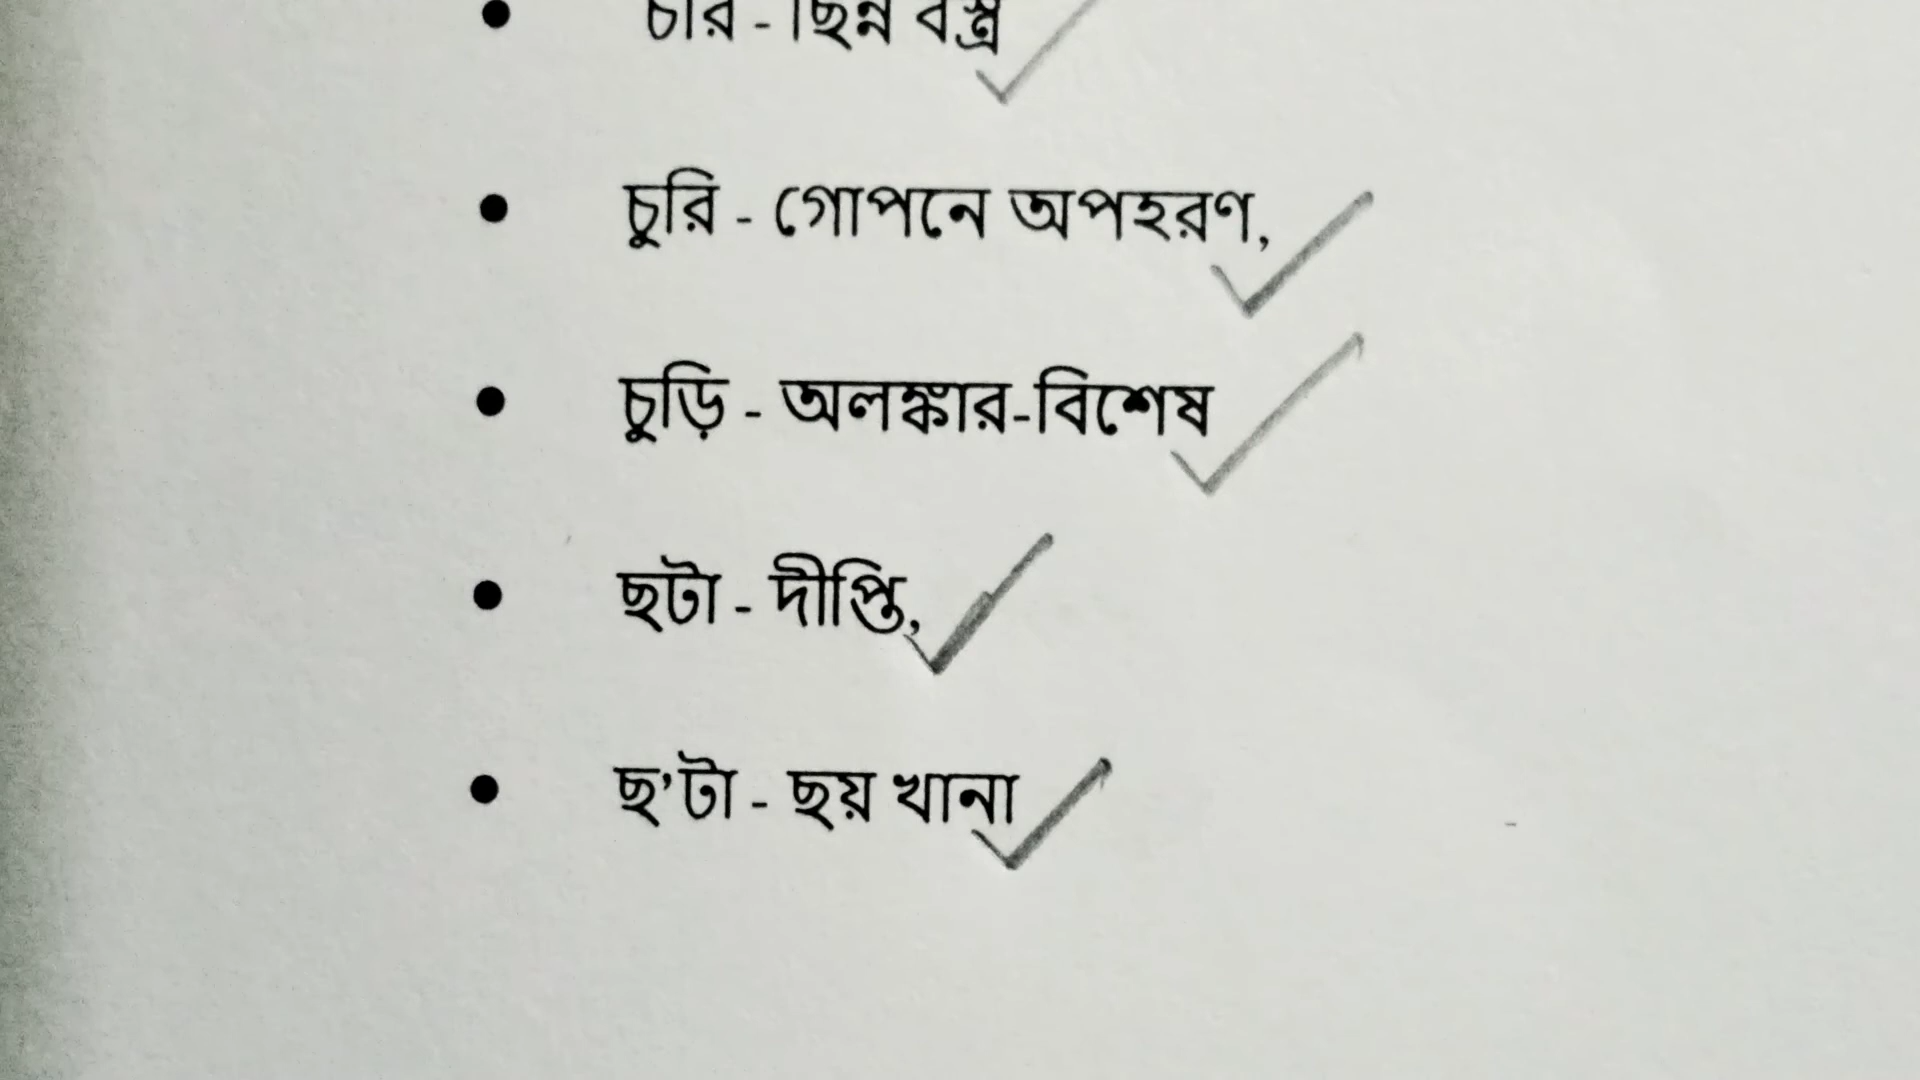 - ছিন্ন বস্ত্র
চুরি - গোপনে অপহরণ,
চুড়ি - অলঙ্কার-বিশেষ
ছটা - দীপ্তি,
ছ’টা - ছয় খানা